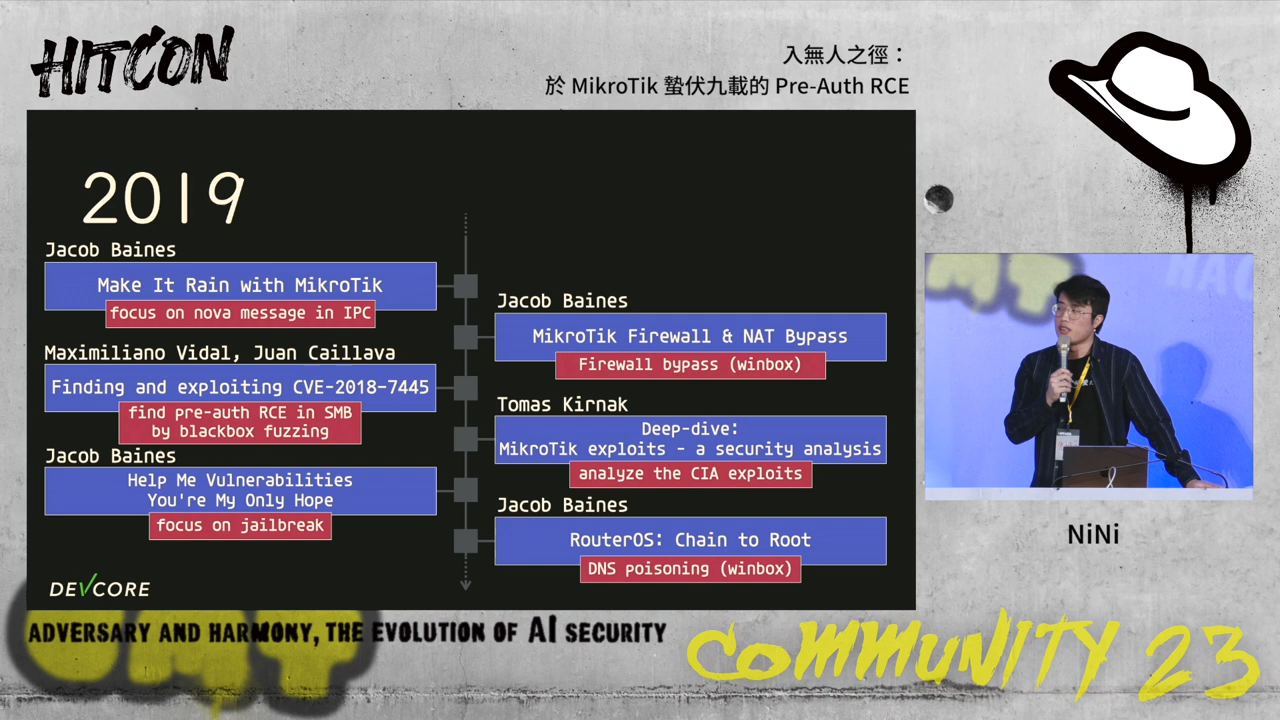 HITCON
入無人之徑：
於 MikroTik 蟄伏九載的 Pre-Auth RCE
2019
Jacob Baines
Make It Rain with MikroTik
focus on nova message in IPC
Jacob Baines
MikroTik Firewall & NAT Bypass
Firewall bypass (winbox)
Maximiliano Vidal, Juan Caillava
Finding and exploiting CVE-2018-7445
find pre-auth RCE in SMB
by blackbox fuzzing
Tomas Kirnak
Deep-dive:
MikroTik exploits - a security analysis
analyze the CIA exploits
Jacob Baines
Help Me Vulnerabilities
You're My Only Hope
focus on jailbreak
Jacob Baines
RouterOS: Chain to Root
DNS poisoning (winbox)
DEVCORE
NiNi
ADVERSARY AND HARMONY, THE EVOLUTION OF AI SECURITY
COMMUNITY 23